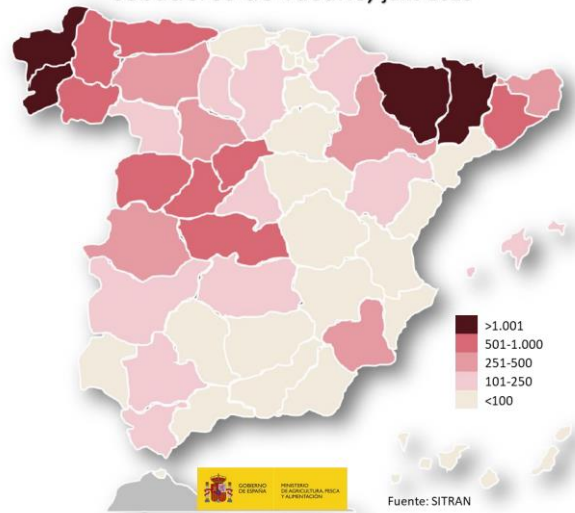 >1.001
501-1.000
251-500
101-250
<100
GOBIERNO
DE ESPAÑA
MINISTERIO
DE AGRICULTURA, PESCA
Y ALIMENTACIÓN
Fuente: SITRAN